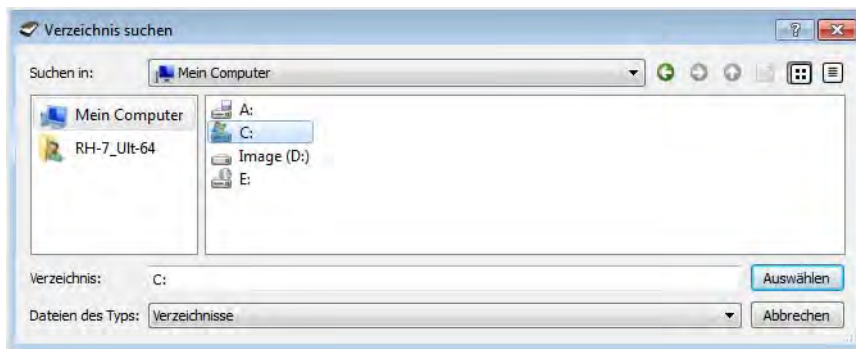 Verzeichnis suchen
Suchen in: Mein Computer
Mein Computer
RH-7_Ult-64
A:
C:
Image (D:)
E:
Verzeichnis: C: Auswählen
Dateien des Typs: Verzeichnisse Abbrechen